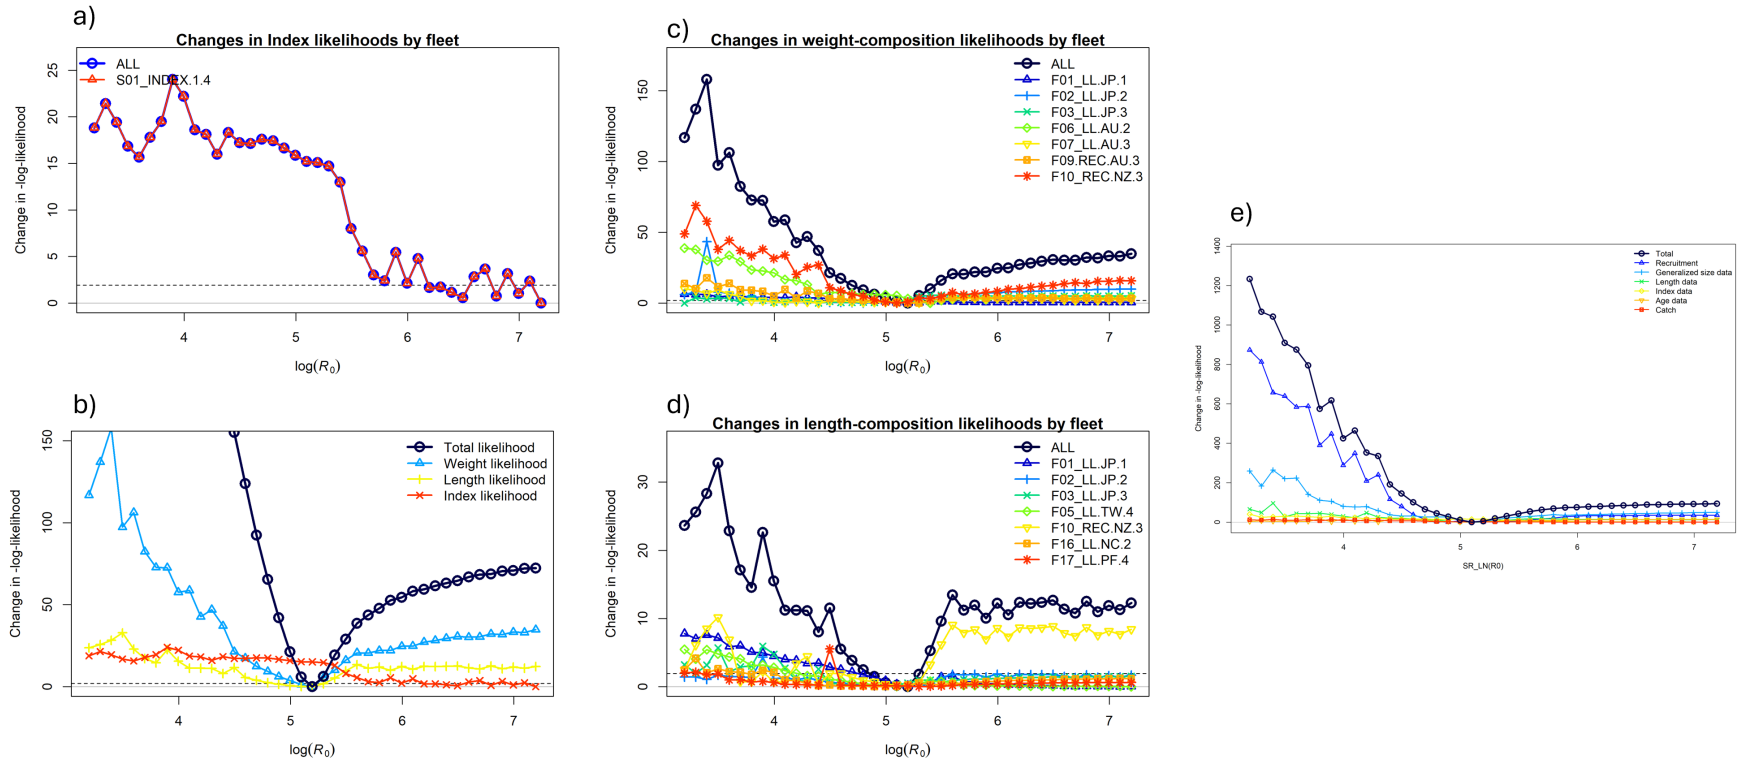 a)
Changes in Index likelihoods by fleet
ALL
S01_INDEX.1.4
Change in -log-likelihood
0
5
10
15
20
25
4
5
6
7
log(R0)
b)
Total likelihood
Weight likelihood
Length likelihood
Index likelihood
Change in -log-likelihood
0
50
100
150
4
5
6
7
log(R0)
c)
Changes in weight-composition likelihoods by fleet
ALL
F01_LL.JP.1
F02_LL.JP.2
F03_LL.JP.3
F06_LL.AU.2
F07_LL.AU.3
F09.REC.AU.3
F10_REC.NZ.3
Change in -log-likelihood
0
50
100
150
4
5
6
7
log(R0)
d)
Changes in length-composition likelihoods by fleet
ALL
F01_LL.JP.1
F02_LL.JP.2
F03_LL.JP.3
F05_LL.TW.4
F10_REC.NZ.3
F16_LL.NC.2
F17_LL.PF.4
Change in -log-likelihood
0
10
20
30
4
5
6
7
log(R0)
e)
Total
Recruitment
Generalized size data
Length data
Index data
Age data
Catch
Change in -log-likelihood
0
200
400
600
800
1000
1200
1400
4
5
6
7
SR_LN(R0)